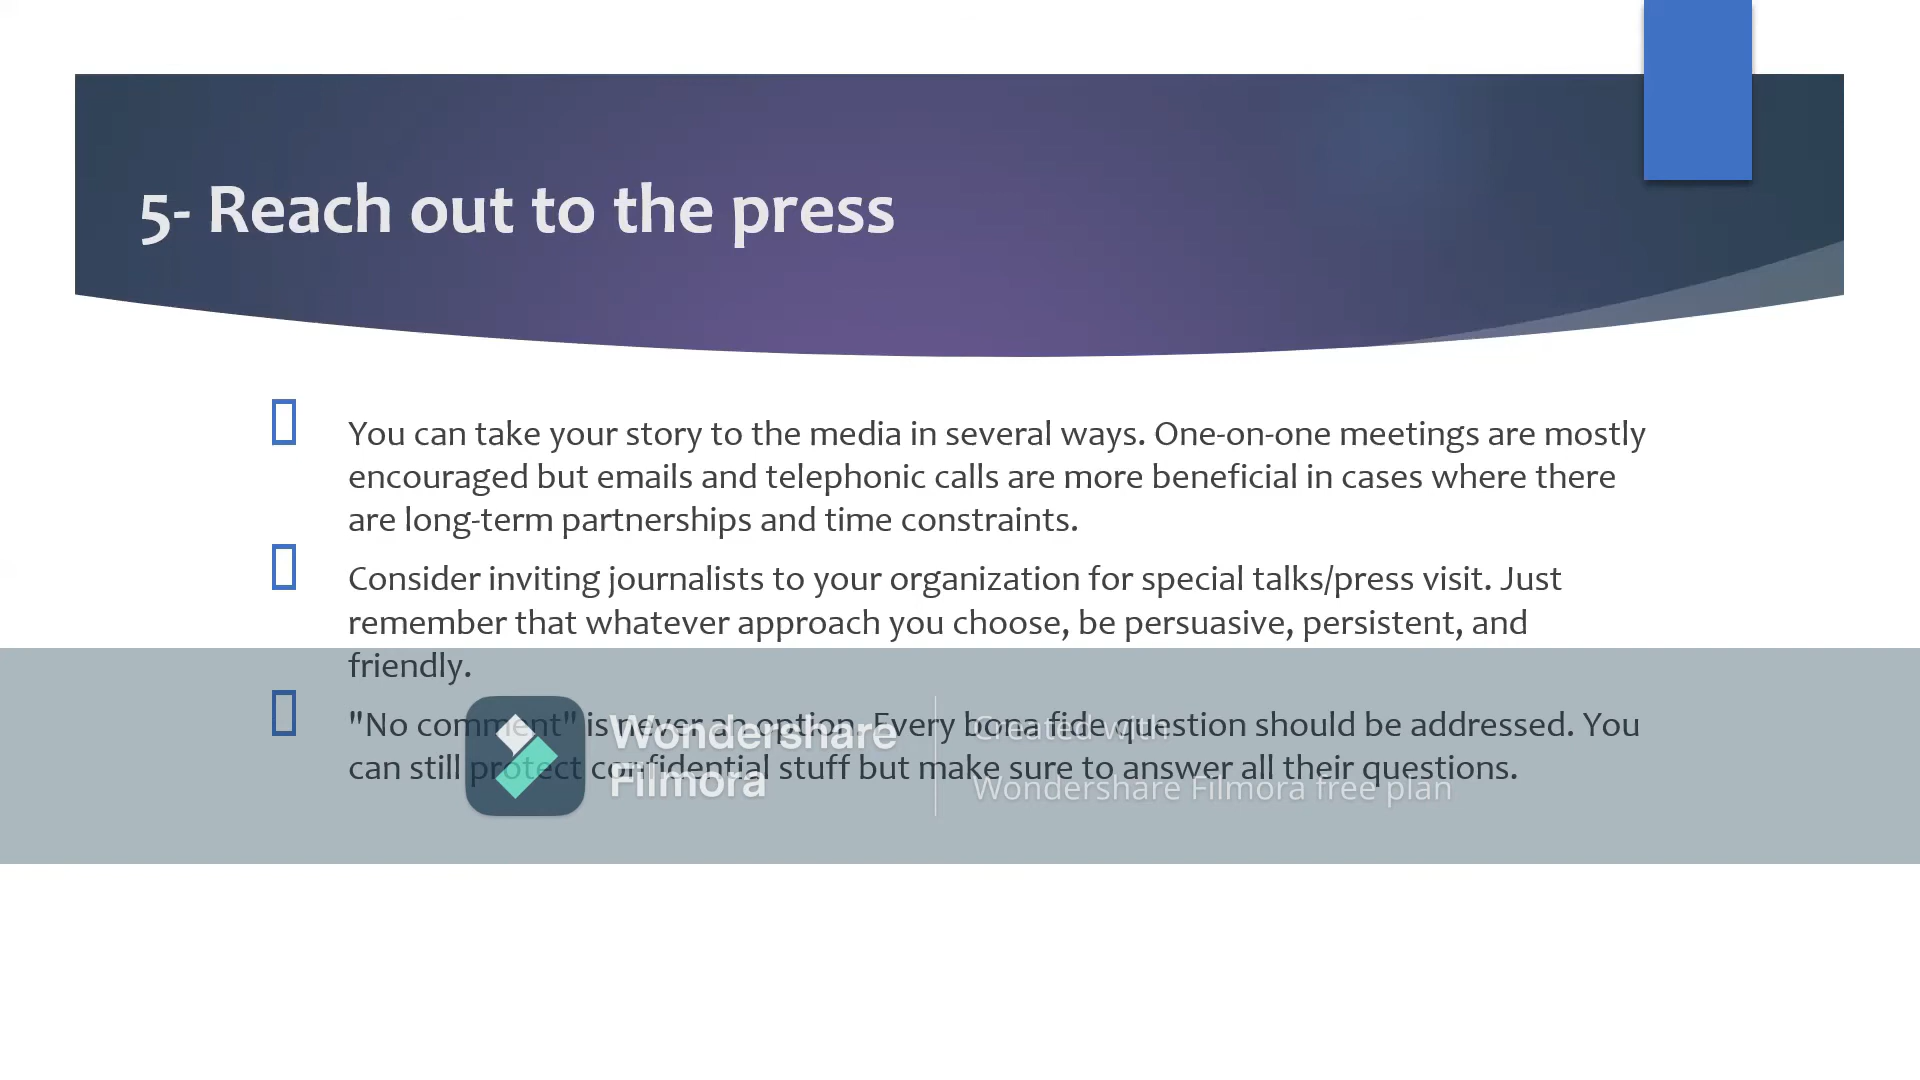 5- Reach out to the press
You can take your story to the media in several ways. One-on-one meetings are mostly
encouraged but emails and telephonic calls are more beneficial in cases where there
are long-term partnerships and time constraints.
Consider inviting journalists to your organization for special talks/press visit. Just
remember that whatever approach you choose, be persuasive, persistent, and
friendly.
"No comment" is never an option. Every bona fide question should be addressed. You
can still protect confidential stuff but make sure to answer all their questions.
Wondershare
Filmora
Created with
Wondershare Filmora free plan